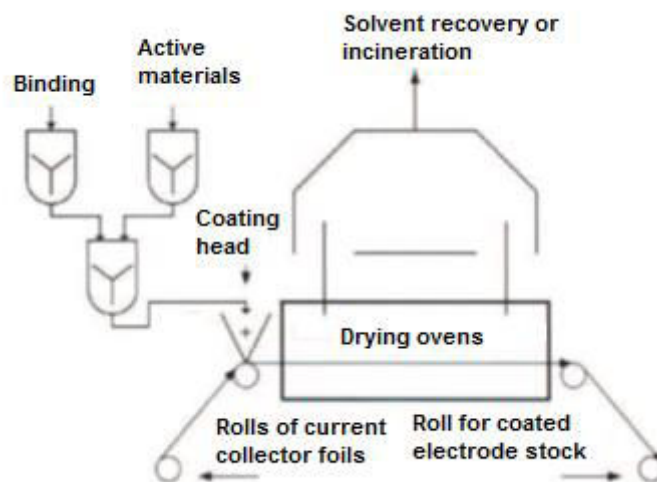 Solvent recovery or
incineration
Active
materials
Binding
Coating
head
Drying ovens
Rolls of current
collector foils
Roll for coated
electrode stock